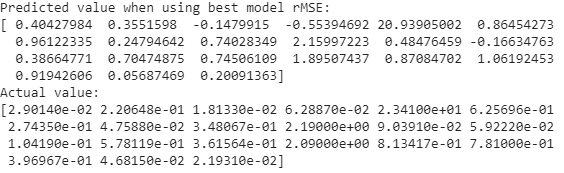 Predicted value when using best model rMSE:
[ 0.40427984 0.3551598 -0.1479915 -0.55394692 20.93905002 0.86454273
0.96122335 0.24794642 0.74028349 2.15997223 0.48476459 -0.16634763
0.38664771 0.70474875 0.74506109 1.89507437 0.87084702 1.06192453
0.91942606 0.05687469 0.20091363]
Actual value:
[2.90140e-02 2.20648e-01 1.81330e-02 6.28870e-02 2.34100e+01 6.25696e-01
2.74350e-01 4.75880e-02 3.48067e-01 2.19000e+00 9.03910e-02 5.92220e-02
1.04190e-01 5.78119e-01 3.61564e-01 2.09000e+00 8.13417e-01 7.81000e-01
3.96967e-01 4.68150e-02 2.19310e-02]